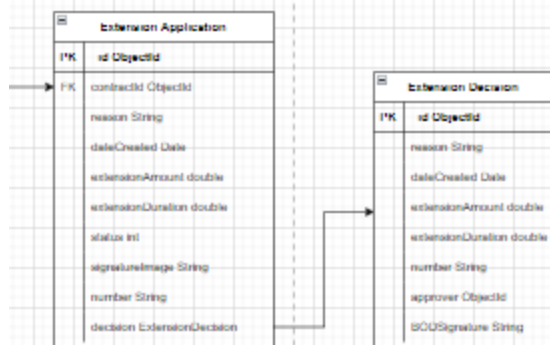 Extension Application
PK id ObjectId
FK contractId ObjectId
reason String
dateCreated Date
extensionAmount double
extensionDuration double
status int
signatureImage String
number String
decision ExtensionDecision
Extension Decision
PK id ObjectId
reason String
dateCreated Date
extensionAmount double
extensionDuration double
number String
approver ObjectId
BODSignature String